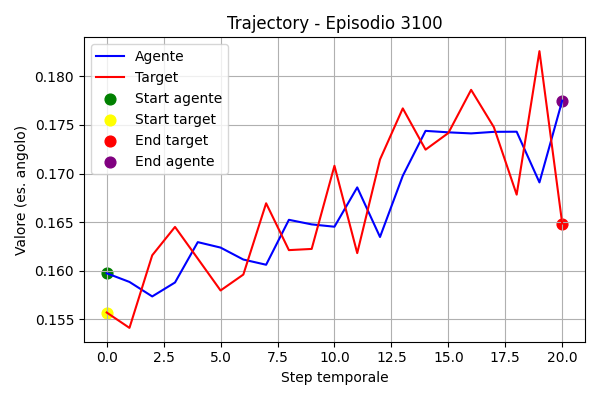 Trajectory - Episodio 3100
Agente
Target
Start agente
Start target
End target
End agente
Valore (es. angolo)
0.180
0.175
0.170
0.165
0.160
0.155
0.0 2.5 5.0 7.5 10.0 12.5 15.0 17.5 20.0
Step temporale